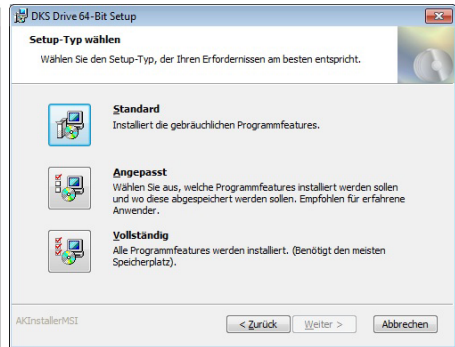 DKS Drive 64-Bit Setup
Setup-Typ wählen
Wählen Sie den Setup-Typ, der Ihren Erfordernissen am besten entspricht.
Standard
Installiert die gebräuchlichen Programmfeatures.
Angepasst
Wählen Sie aus, welche Programmfeatures installiert werden sollen
und wo diese abgespeichert werden sollen. Empfohlen für erfahrene
Anwender.
Vollständig
Alle Programmfeatures werden installiert. (Benötigt den meisten
Speicherplatz).
AKInstallerMSI
< Zurück Weiter > Abbrechen